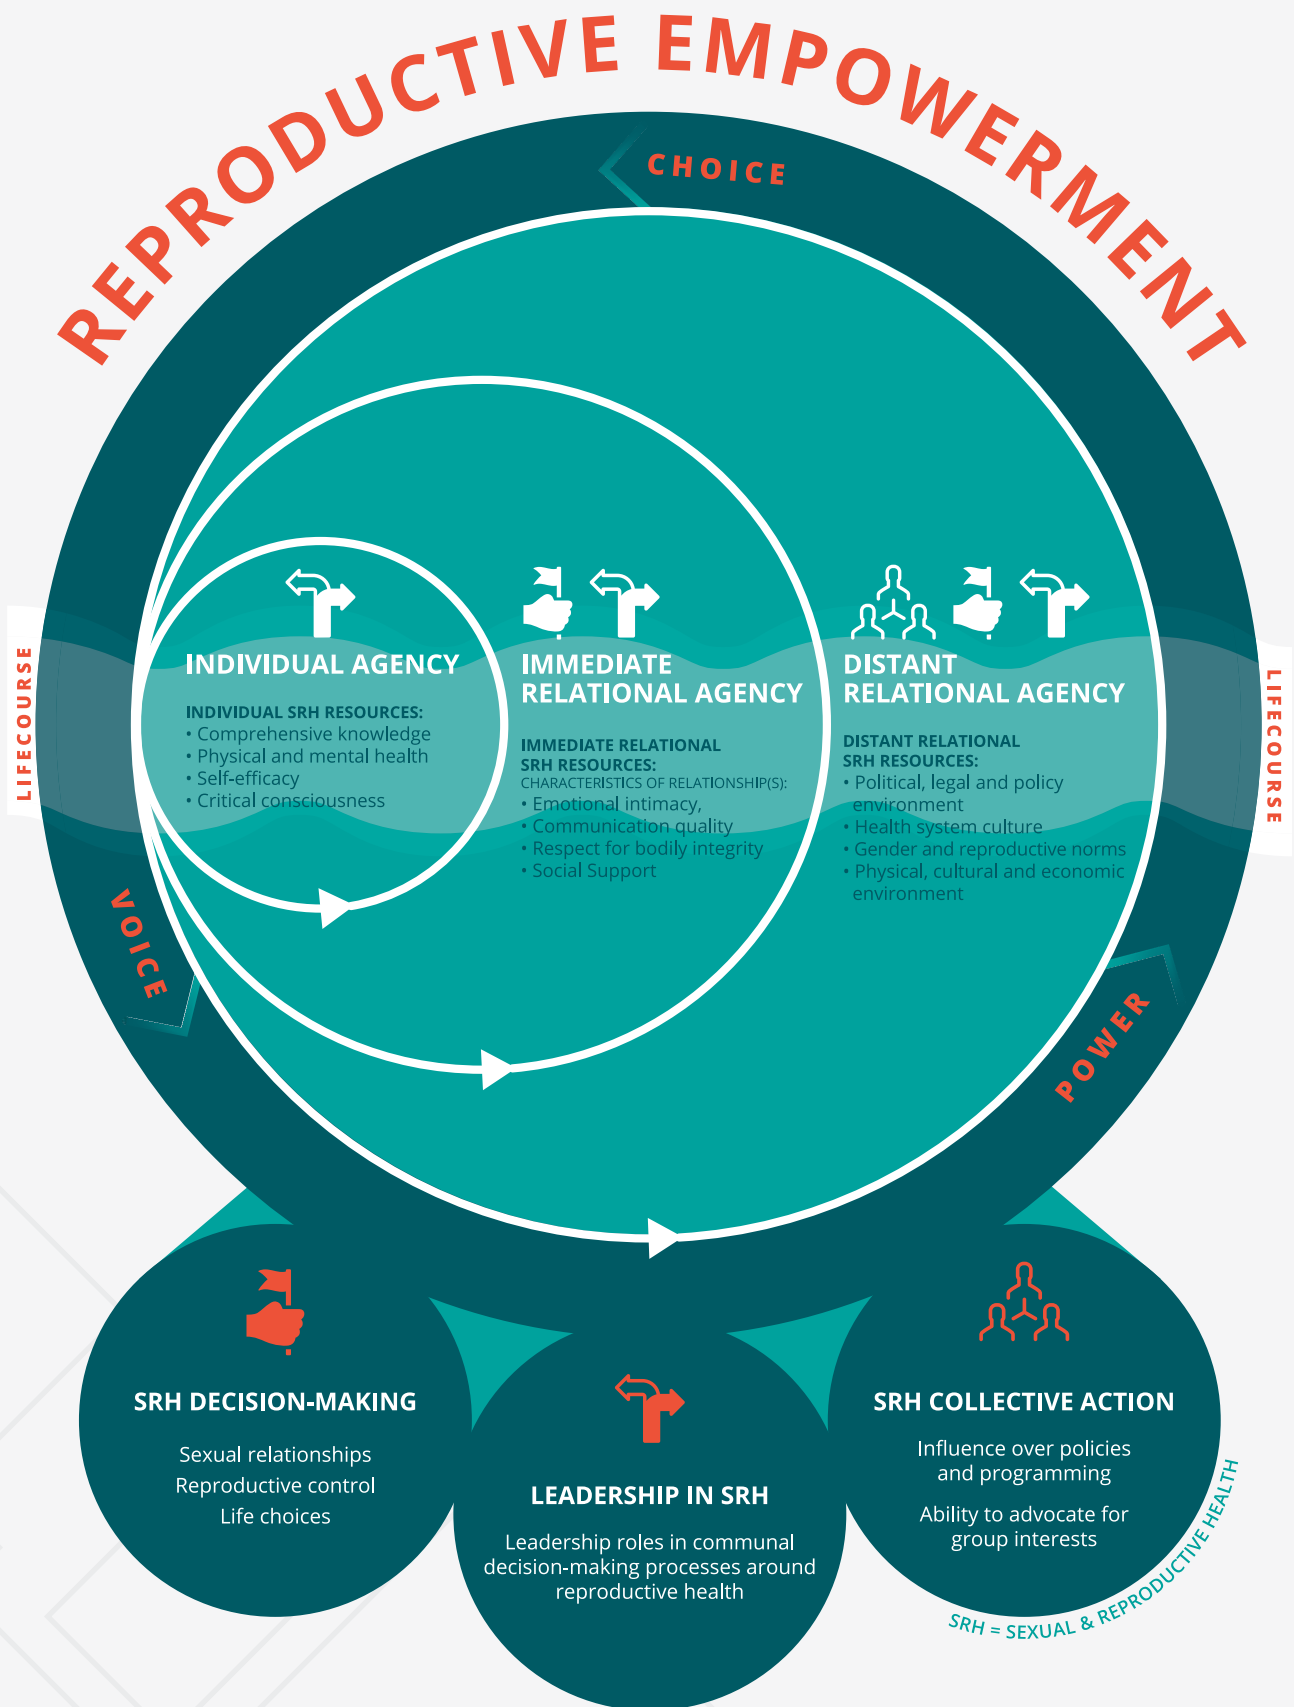 REPRODUCTIVE EMPOWERMENT
CHOICE
LIFECOURSE
INDIVIDUAL AGENCY
INDIVIDUAL SRH RESOURCES:
• Comprehensive knowledge
• Physical and mental health
• Self-efficacy
• Critical consciousness
IMMEDIATE
RELATIONAL AGENCY
IMMEDIATE RELATIONAL
SRH RESOURCES:
CHARACTERISTICS OF RELATIONSHIP(S):
• Emotional intimacy,
• Communication quality
• Respect for bodily integrity
• Social Support
DISTANT
RELATIONAL AGENCY
DISTANT RELATIONAL
SRH RESOURCES:
• Political, legal and policy
environment
• Health system culture
• Gender and reproductive norms
• Physical, cultural and economic
environment
LIFECOURSE
VOICE
POWER
SRH DECISION-MAKING
Sexual relationships
Reproductive control
Life choices
LEADERSHIP IN SRH
Leadership roles in communal
decision-making processes around
reproductive health
SRH COLLECTIVE ACTION
Influence over policies
and programming
Ability to advocate for
group interests
SRH = SEXUAL & REPRODUCTIVE HEALTH